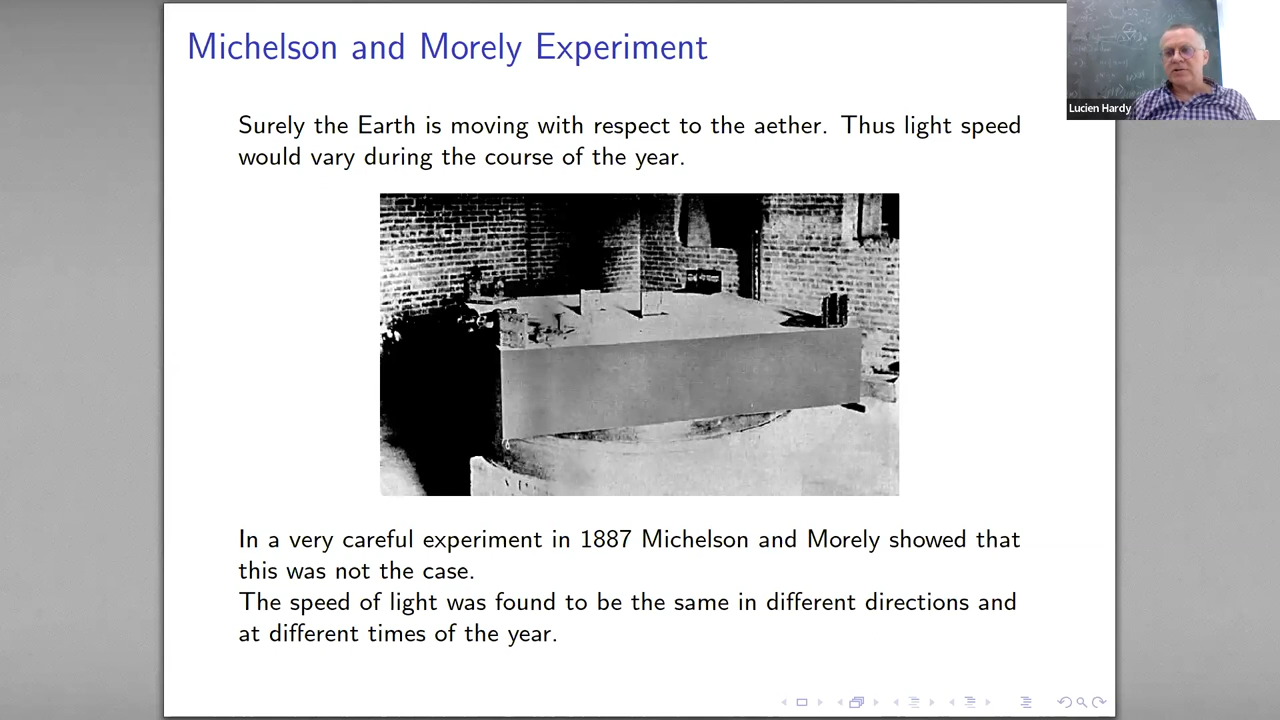 Michelson and Morely Experiment
Lucien Hardy
Surely the Earth is moving with respect to the aether. Thus light speed
would vary during the course of the year.
In a very careful experiment in 1887 Michelson and Morely showed that
this was not the case.
The speed of light was found to be the same in different directions and
at different times of the year.